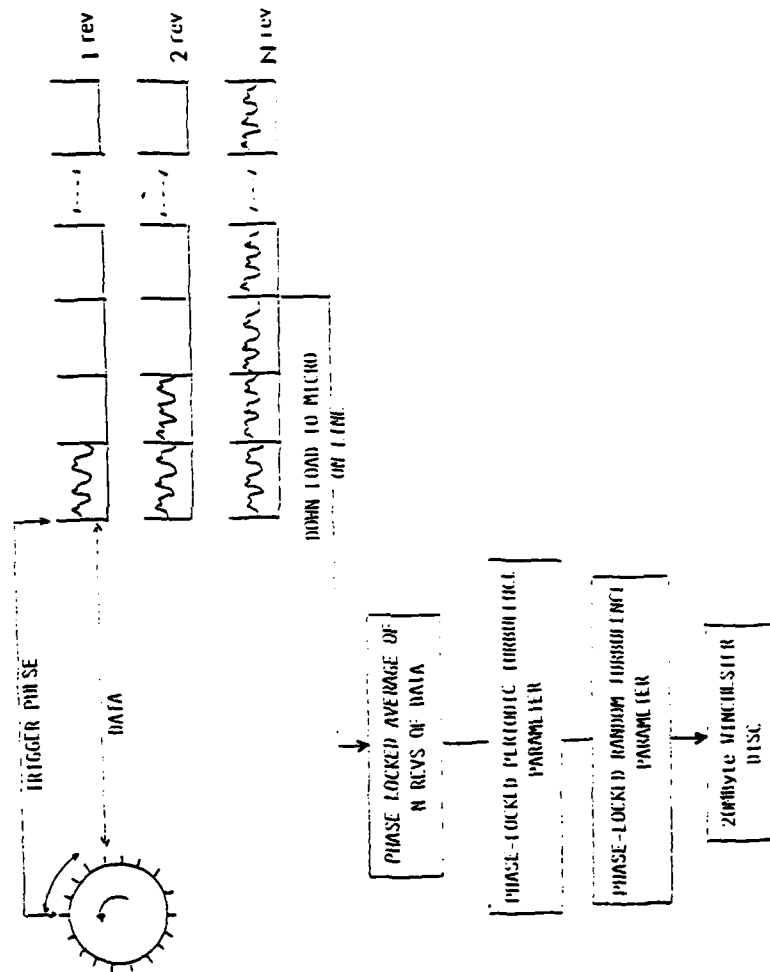 TRIGGER PULSE
DATA
1 rev
2 rev
N rev
DOWN LOAD TO MICRO
ON LINE
PHASE LOCKED AVERAGE OF
N REVS OF DATA
PHASE-LOCKED PERIODIC TURBULENCE
PARAMETER
PHASE-LOCKED RANDOM TURBULENCE
PARAMETER
20MByte WINCHESTER
DISC